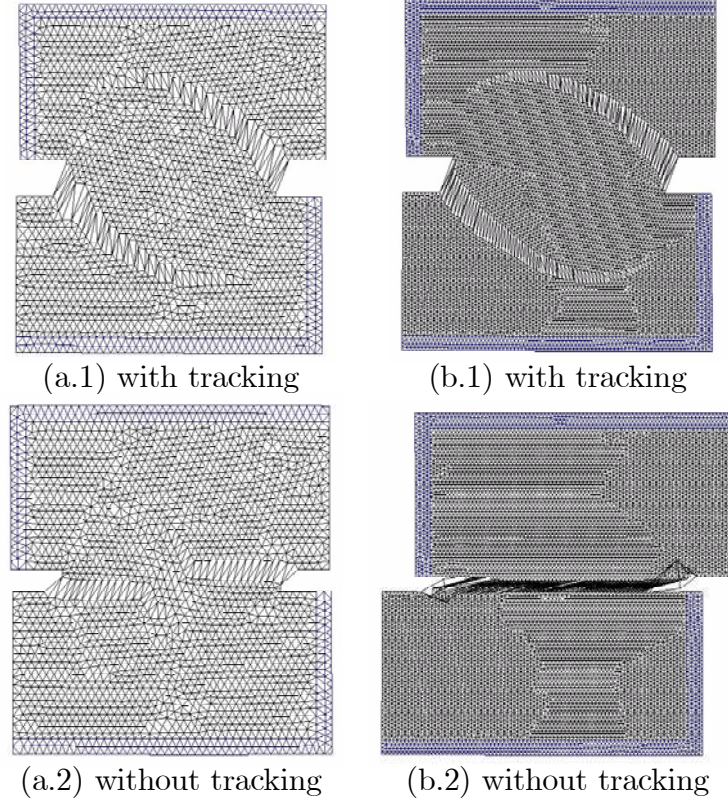 (a.1) with tracking
(b.1) with tracking
(a.2) without tracking
(b.2) without tracking